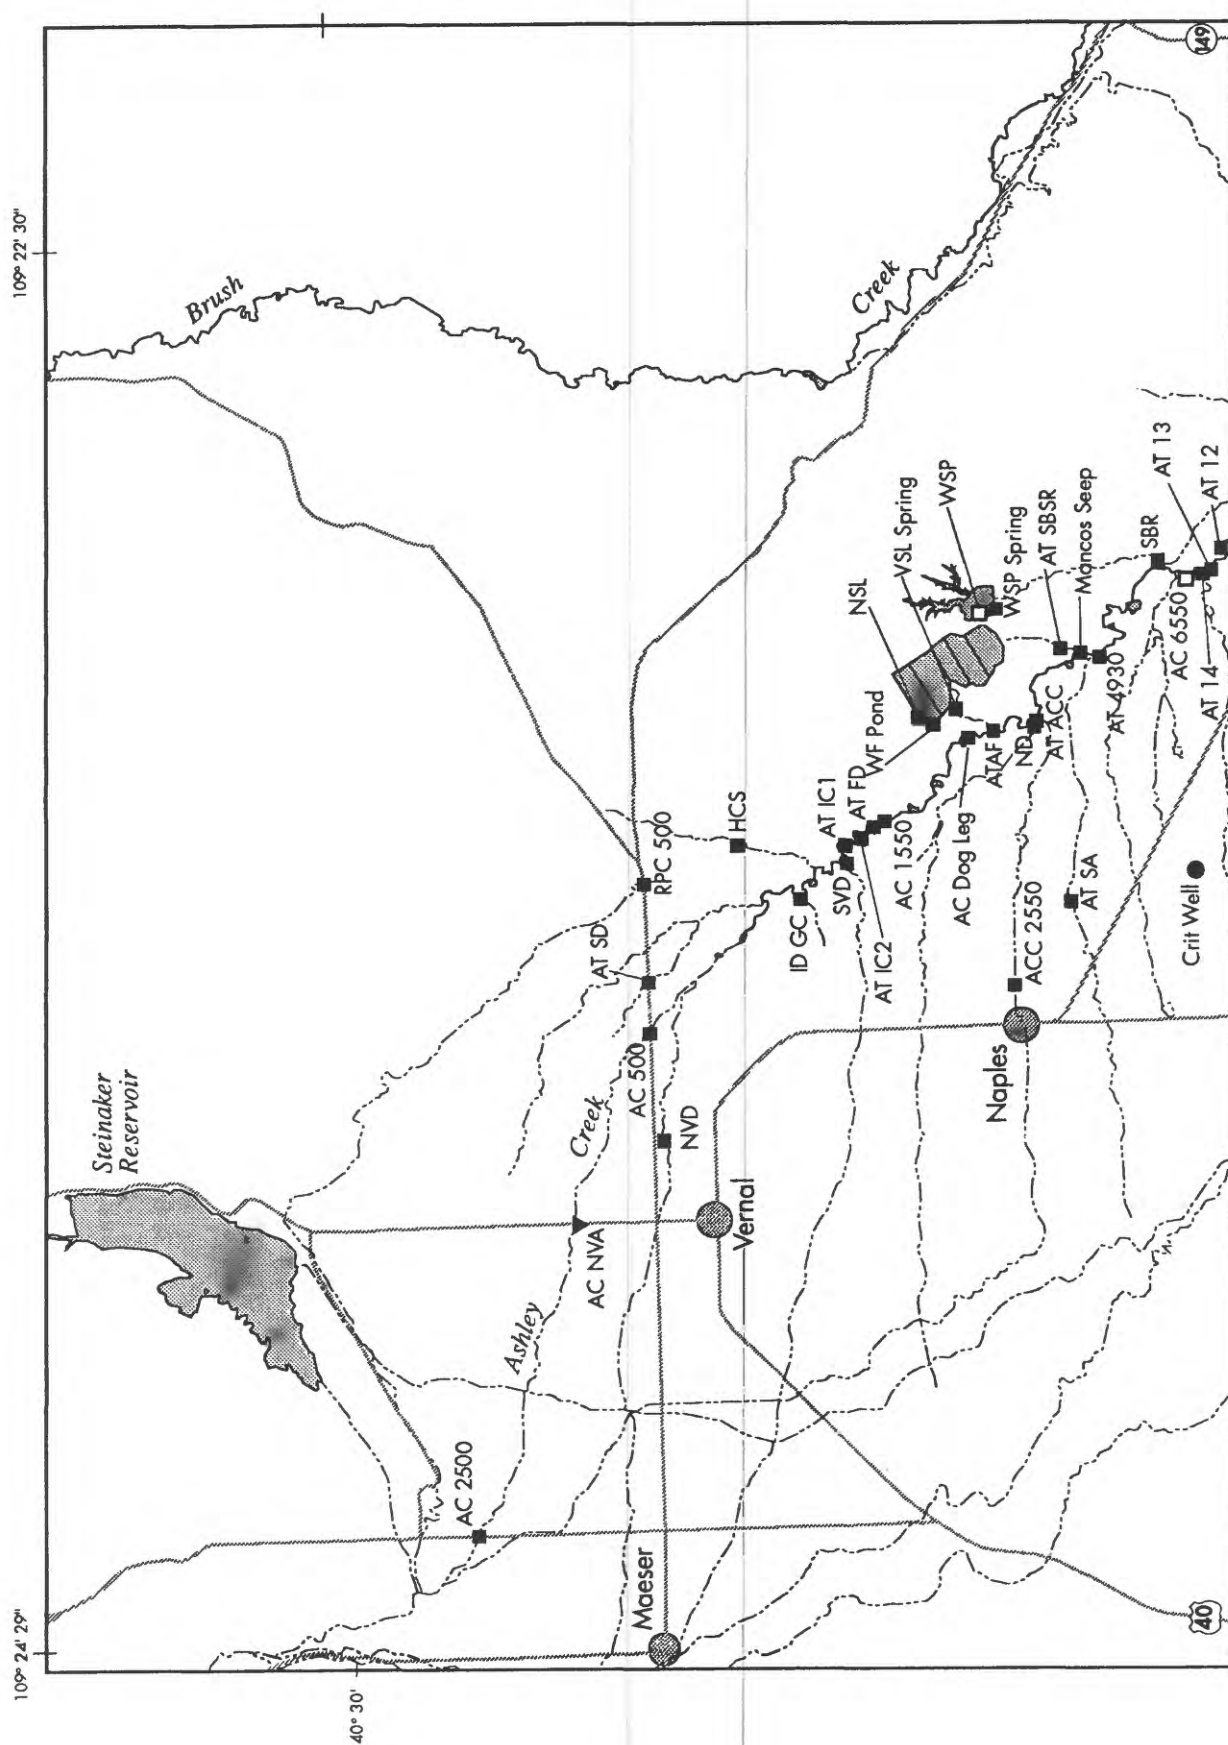 109° 24' 29"
109° 22' 30"
40° 30'
Steinaker
Reservoir
Brush
Creek
Ashley
Creek
AC 2500
AC NVA
AC 500
AT SD
RPC 500
NVD
HCS
Maeser
Vernal
Naples
ID GC
SVD
AT IC1
AT IC2
AT FD
AC 1550
WF Pond
NSL
VSL Spring
WSP
WSP Spring
AC Dog Leg
ATAF
ND
AT ACC
ACC 2550
AT SA
AT SBSR
Mancos Seep
AT 4930
SBR
AC 6550
AT 13
AT 14
AT 12
Crit Well
40
149